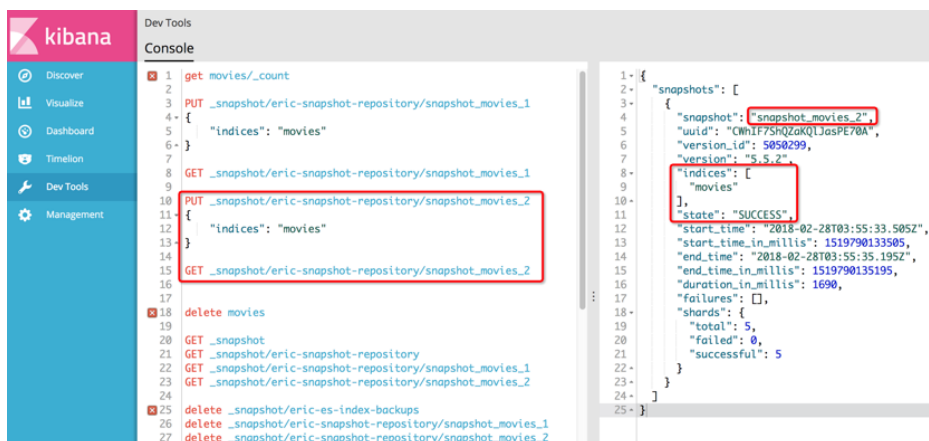 kibana
Discover
Visualize
Dashboard
Timelion
Dev Tools
Management
Dev Tools
Console
1 get movies/_count
2
3 PUT _snapshot/eric-snapshot-repository/snapshot_movies_1
4 {
5 "indices": "movies"
6 }
7
8 GET _snapshot/eric-snapshot-repository/snapshot_movies_1
9
10 PUT _snapshot/eric-snapshot-repository/snapshot_movies_2
11 {
12 "indices": "movies"
13 }
14
15 GET _snapshot/eric-snapshot-repository/snapshot_movies_2
16
17
18 delete movies
19
20 GET _snapshot
21 GET _snapshot/eric-snapshot-repository
22 GET _snapshot/eric-snapshot-repository/snapshot_movies_1
23 GET _snapshot/eric-snapshot-repository/snapshot_movies_2
24
25 delete _snapshot/eric-es-index-backups
26 delete _snapshot/eric-snapshot-repository/snapshot_movies_1
27 delete _snapshot/eric-snapshot-repository/snapshot_movies_2
1 {
2 "snapshots": [
3 {
4 "snapshot": "snapshot_movies_2",
5 "uuid": "CWhIF7ShQZaKQlJasPE70A",
6 "version_id": 5050299,
7 "version": "5.5.2",
8 "indices": [
9 "movies"
10 ],
11 "state": "SUCCESS",
12 "start_time": "2018-02-28T03:55:33.505Z",
13 "start_time_in_millis": 1519790133505,
14 "end_time": "2018-02-28T03:55:35.195Z",
15 "end_time_in_millis": 1519790135195,
16 "duration_in_millis": 1690,
17 "failures": [],
18 "shards": {
19 "total": 5,
20 "failed": 0,
21 "successful": 5
22 }
23 }
24 ]
25 }